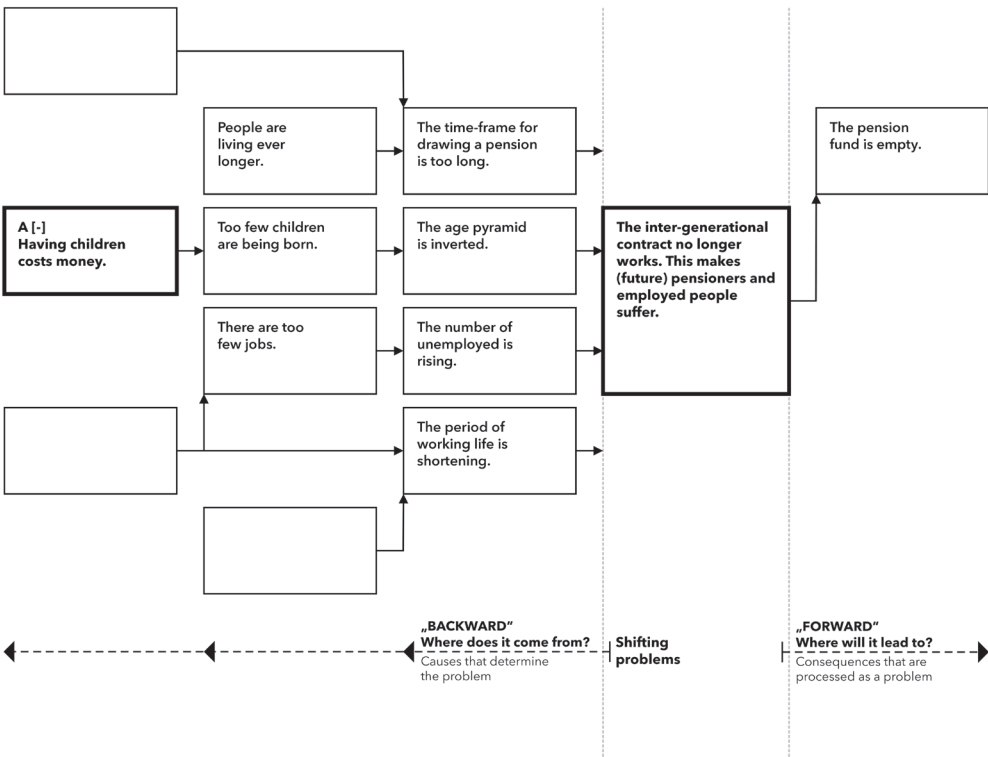 People are
living ever
longer.
The time-frame for
drawing a pension
is too long.
The pension
fund is empty.
A [-]
Having children
costs money.
Too few children
are being born.
The age pyramid
is inverted.
The inter-generational
contract no longer
works. This makes
(future) pensioners and
employed people
suffer.
There are too
few jobs.
The number of
unemployed is
rising.
The period of
working life is
shortening.
„BACKWARD”
Where does it come from?
Causes that determine
the problem
Shifting
problems
„FORWARD”
Where will it lead to?
Consequences that are
processed as a problem